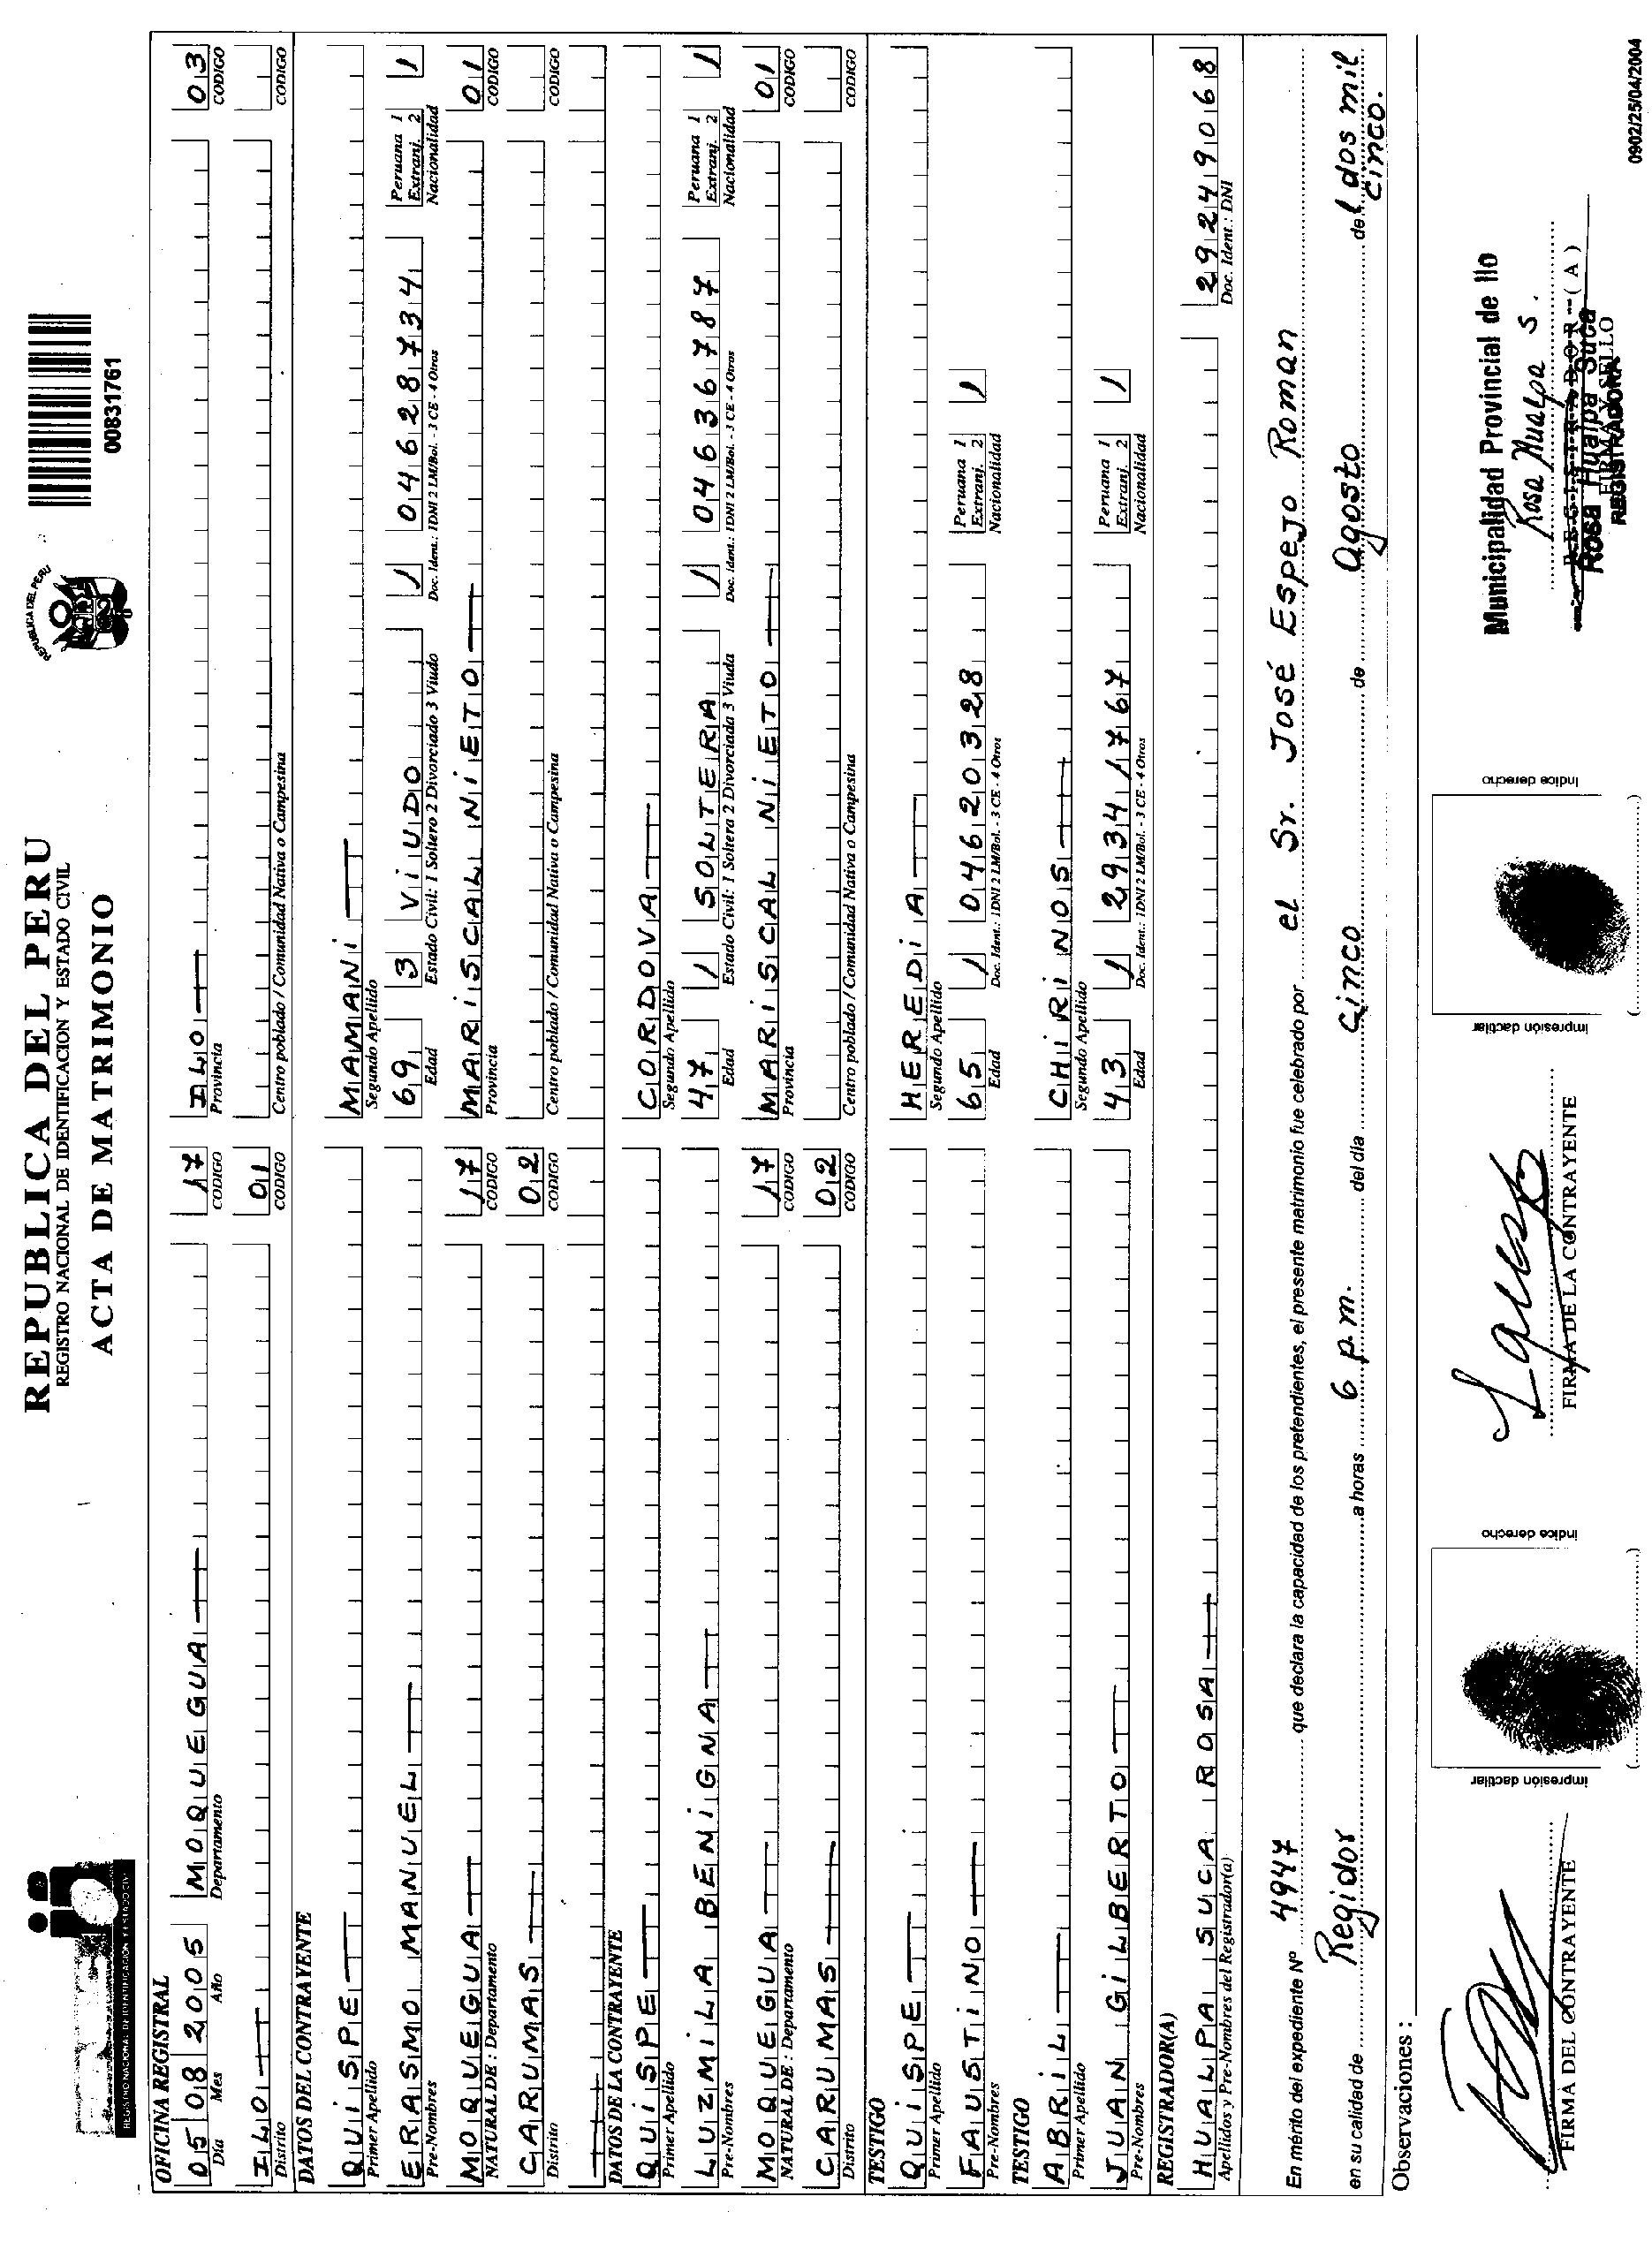 REPUBLICA DEL PERU
REGISTRO NACIONAL DE IDENTIFICACION Y ESTADO CIVIL
ACTA DE MATRIMONIO
REPUBLICA DEL PERU
00831761
REGISTRO NACIONAL DE IDENTIFICACION Y ESTADO CIVIL
OFICINA REGISTRAL
05 08 2005 MOQUEGUA 17 ILO 03
Día Mes Año Departamento CODIGO Provincia CODIGO
ILO 01
Distrito CODIGO Centro poblado / Comunidad Nativa o Campesina CODIGO
DATOS DEL CONTRAYENTE
QUiSPE MAMANi
Primer Apellido Segundo Apellido
ERASMO MANUEL 69 3 ViUDO 1 04628734 Peruana 1 Extranj. 2 1
Pre-Nombres Edad Estado Civil: 1 Soltero 2 Divorciado 3 Viudo Doc. Ident.: 1DNI 2 LM/Bol. - 3 CE - 4 Otros Nacionalidad
MOQUEGUA 17 MARiSCAL NiETO 01
NATURAL DE : Departamento CODIGO Provincia CODIGO
CARUMAS 02
Distrito CODIGO Centro poblado / Comunidad Nativa o Campesina CODIGO
DATOS DE LA CONTRAYENTE
QUiSPE CORDOVA
Primer Apellido Segundo Apellido
LUZMiLA BENiGNA 47 1 SOLTERA 1 04636787 Peruana 1 Extranj. 2 1
Pre-Nombres Edad Estado Civil: 1 Soltera 2 Divorciada 3 Viuda Doc. Ident.: 1DNI 2 LM/Bol. - 3 CE - 4 Otros Nacionalidad
MOQUEGUA 17 MARiSCAL NiETO 01
NATURAL DE : Departamento CODIGO Provincia CODIGO
CARUMAS 02
Distrito CODIGO Centro poblado / Comunidad Nativa o Campesina CODIGO
TESTIGO
QUiSPE HEREDiA
Primer Apellido Segundo Apellido
FAUSTiNO 65 1 04620328 Peruana 1 Extranj. 2 1
Pre-Nombres Edad Doc. Ident.: 1DNI 2 LM/Bol. - 3 CE - 4 Otros Nacionalidad
TESTIGO
ABRiL CHiRiNOS
Primer Apellido Segundo Apellido
JUAN GiLBERTO 43 1 29341767 Peruana 1 Extranj. 2 1
Pre-Nombres Edad Doc. Ident.: 1DNI 2 LM/Bol. - 3 CE - 4 Otros Nacionalidad
REGISTRADOR(A)
HUALPA SUCA ROSA 29249068
Apellidos y Pre-Nombres del Registrador(a) Doc. Ident.: DNI
En mérito del expediente Nº 4947 que declara la capacidad de los pretendientes, el presente matrimonio fue celebrado por el Sr. José Espejo Roman
en su calidad de Regidor a horas 6 p.m. del día Cinco de Agosto del dos mil cinco.
Observaciones :
FIRMA DEL CONTRAYENTE
impresión dactilar
indice derecho
FIRMA DE LA CONTRAYENTE
impresión dactilar
Indice derecho
Municipalidad Provincial de Ilo
Rosa Hualpa S.
REGISTRADOR (A)
Rosa Hualpa Suca
FIRMA Y SELLO
REGISTRADORA
0902/25/04/2004